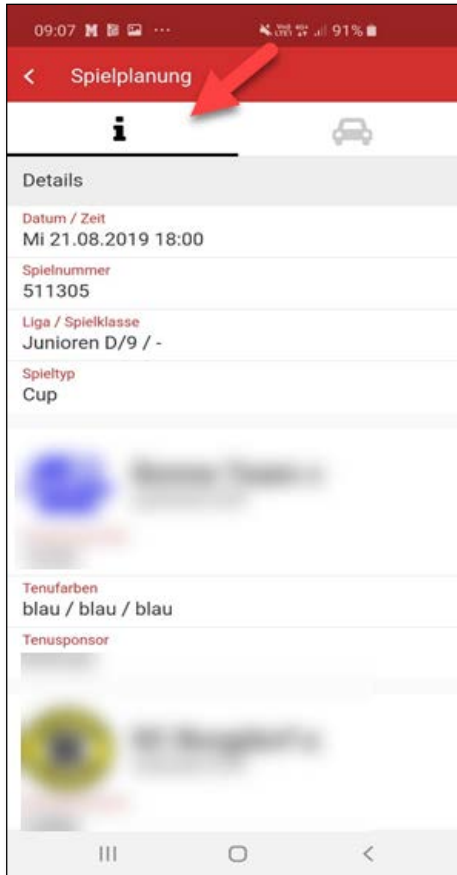 09:07 M ... 91%
Spielplanung
i
Details
Datum / Zeit
Mi 21.08.2019 18:00
Spielnummer
511305
Liga / Spielklasse
Junioren D/9 / -
Spieltyp
Cup
Tenufarben
blau / blau / blau
Tenusponsor